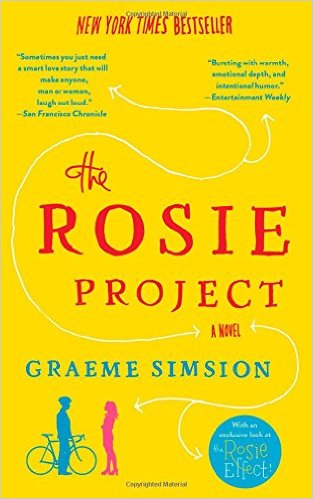 NEW YORK TIMES BESTSELLER
"Sometimes you just need
a smart love story that will
make anyone,
man or woman,
laugh out loud."
—San Francisco Chronicle
"Bursting with warmth,
emotional depth, and
intentional humor."
—Entertainment Weekly
the
ROSIE
PROJECT
A NOVEL
GRAEME SIMSION
With an
exclusive look at
the Rosie
Effect!